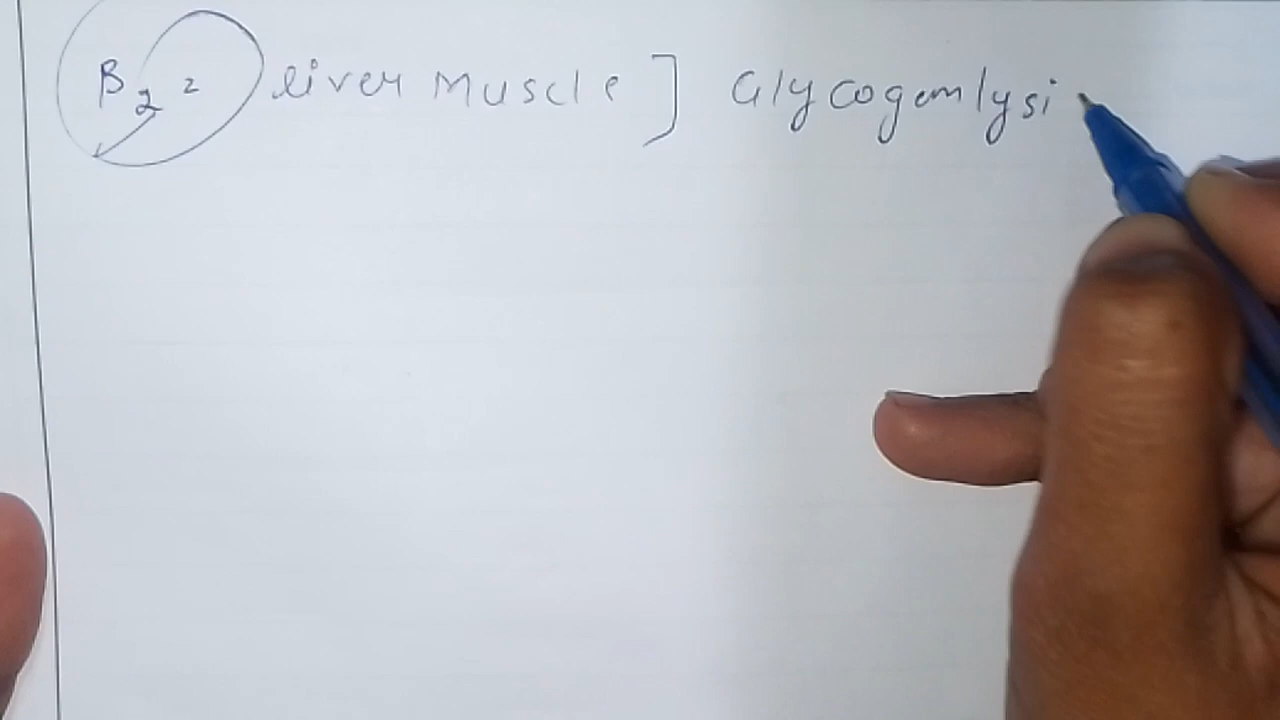 β2 = liver Muscle ] Glycogenlysi